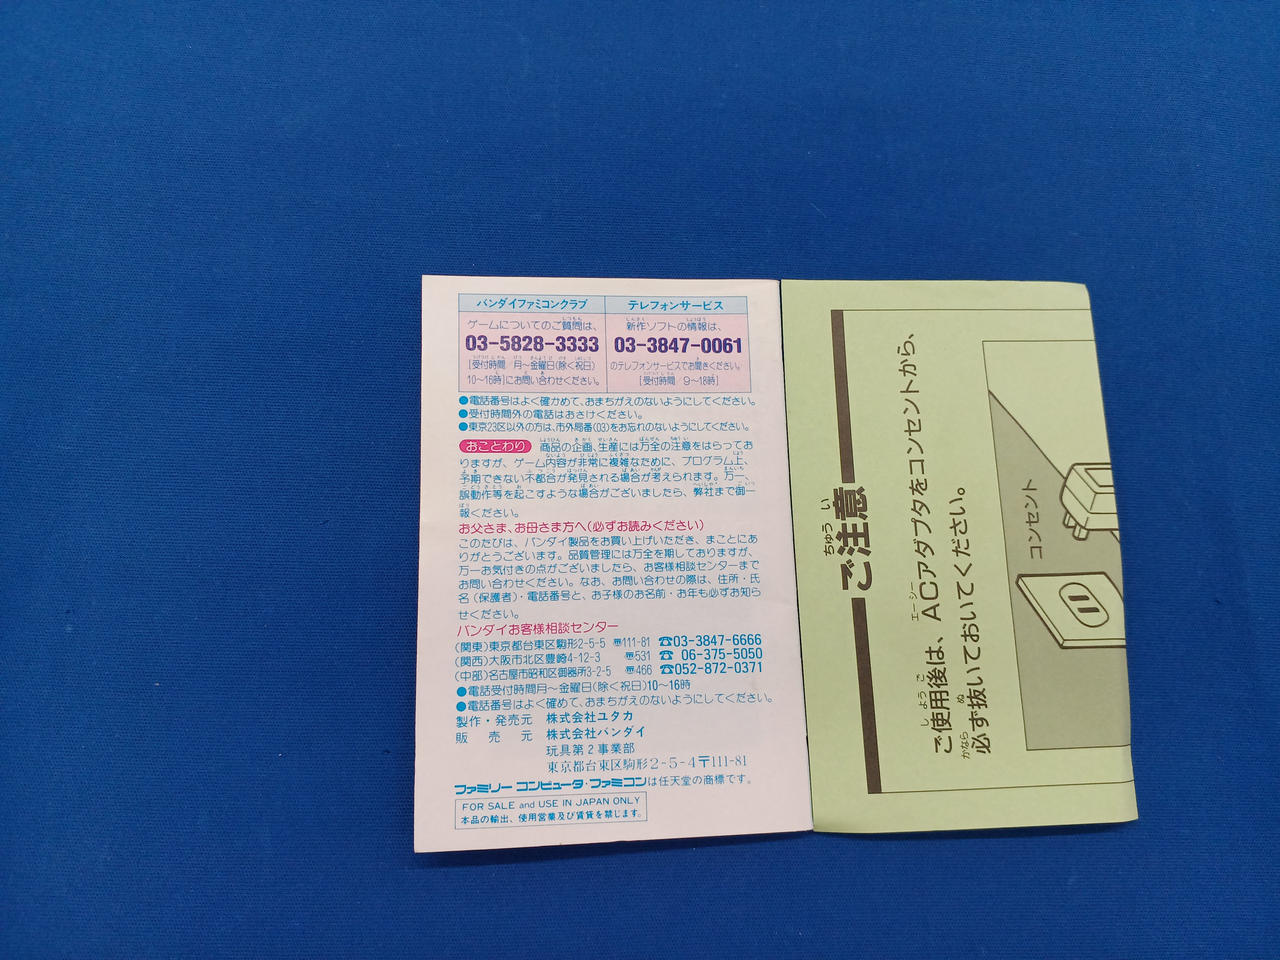 バンダイファミコンクラブ
ゲームについてのご質問は、
03-5828-3333
[受付時間 月～金曜日(除く祝日)
10～16時]にお問い合わせください。
テレフォンサービス
新作ソフトの情報は、
03-3847-0061
のテレフォンサービスでお聞きください。
[受付時間 9～18時]
●電話番号はよく確かめて、おまちがえのないようにしてください。
●受付時間外の電話はおさけください。
●東京23区以外の方は、市外局番(03)をお忘れのないようにしてください。
おことわり 商品の企画、生産には万全の注意をはらってお
りますが、ゲーム内容が非常に複雑なために、プログラム上、
予期できない不都合が発見される場合が考えられます。万一、
誤動作等を起こすような場合がございましたら、弊社まで御一
報ください。
お父さま、お母さま方へ(必ずお読みください)
このたびは、バンダイ製品をお買い上げいただき、まことにあ
りがとうございます。品質管理には万全を期しておりますが、
万一お気付きの点がございましたら、お客様相談センターまで
お問い合わせください。なお、お問い合わせの際は、住所・氏
名(保護者)・電話番号と、お子様のお名前・お年も必ずお知ら
せください。
バンダイお客様相談センター
(関東)東京都台東区駒形2-5-5 〠111-81 ☎03-3847-6666
(関西)大阪市北区豊崎4-12-3 〠531 ☎06-375-5050
(中部)名古屋市昭和区御器所3-2-5 〠466 ☎052-872-0371
●電話受付時間月～金曜日(除く祝日)10～16時
●電話番号はよく確めて、おまちがえのないようにしてください。
製作・発売元 株式会社ユタカ
販売元 株式会社バンダイ
玩具第2事業部
東京都台東区駒形2-5-4〒111-81
ファミリーコンピュータ・ファミコンは任天堂の商標です。
FOR SALE and USE IN JAPAN ONLY
本品の輸出、使用営業及び賃貸を禁じます。
ご注意
ご使用後は、ACアダプタをコンセントから、
必ず抜いておいてください。
コンセント